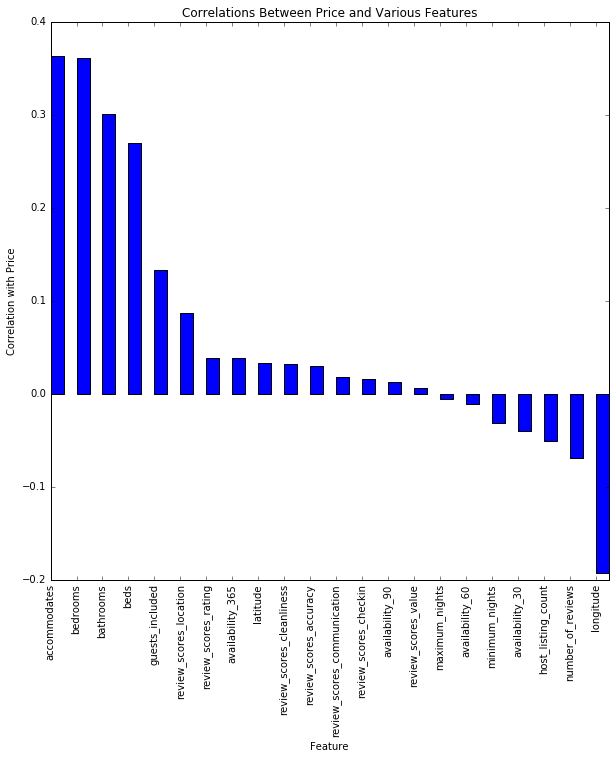 Correlations Between Price and Various Features
Correlation with Price
0.4
0.3
0.2
0.1
0.0
−0.1
−0.2
accommodates
bedrooms
bathrooms
beds
guests_included
review_scores_location
review_scores_rating
availability_365
latitude
review_scores_cleanliness
review_scores_accuracy
review_scores_communication
review_scores_checkin
availability_90
review_scores_value
maximum_nights
availability_60
minimum_nights
availability_30
host_listing_count
number_of_reviews
longitude
Feature